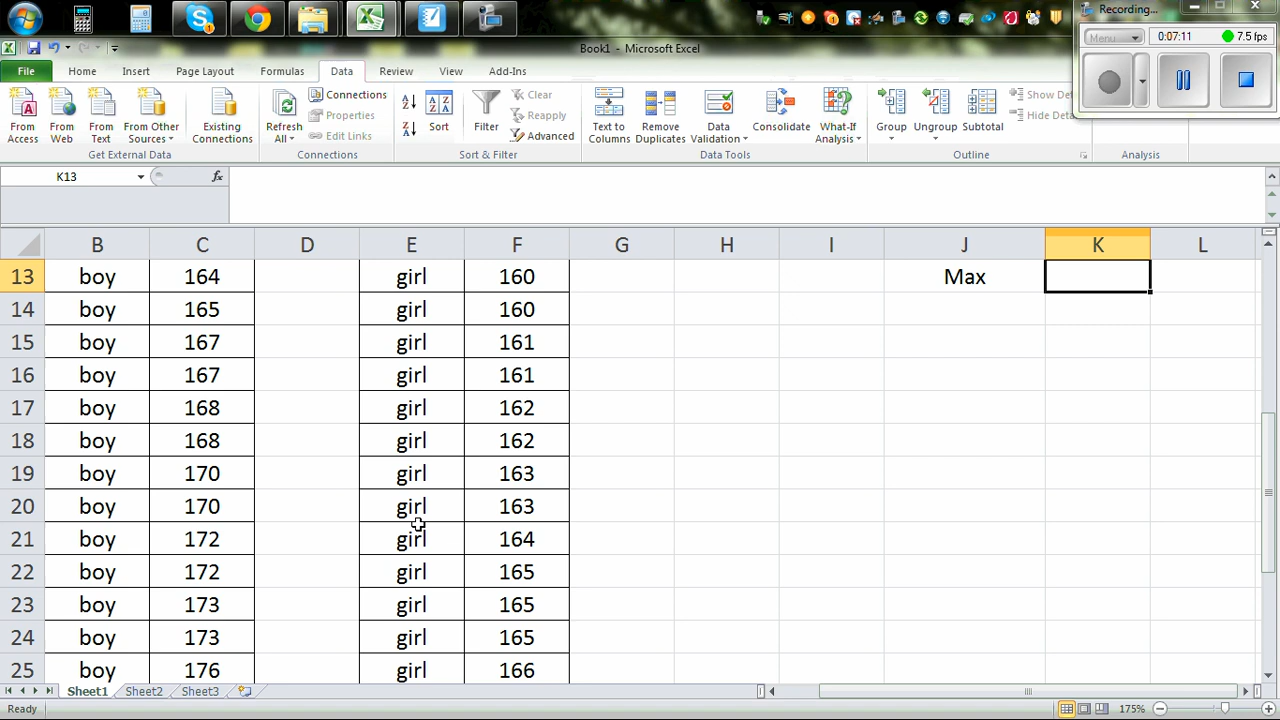 Recording...
Menu
0:07:11
7.5 fps
Book1 - Microsoft Excel
File Home Insert Page Layout Formulas Data Review View Add-Ins
From Access
From Web
From Text
From Other Sources
Existing Connections
Get External Data
Refresh All
Connections
Properties
Edit Links
Connections
Sort
Filter
Clear
Reapply
Advanced
Sort & Filter
Text to Columns
Remove Duplicates
Data Validation
Consolidate
What-If Analysis
Data Tools
Group
Ungroup
Subtotal
Show Det
Hide Deta
Outline
Analysis
K13 fx
B C D E F G H I J K L
13 boy 164 girl 160 Max
14 boy 165 girl 160
15 boy 167 girl 161
16 boy 167 girl 161
17 boy 168 girl 162
18 boy 168 girl 162
19 boy 170 girl 163
20 boy 170 girl 163
21 boy 172 girl 164
22 boy 172 girl 165
23 boy 173 girl 165
24 boy 173 girl 165
25 boy 176 girl 166
Sheet1 Sheet2 Sheet3
Ready 175%